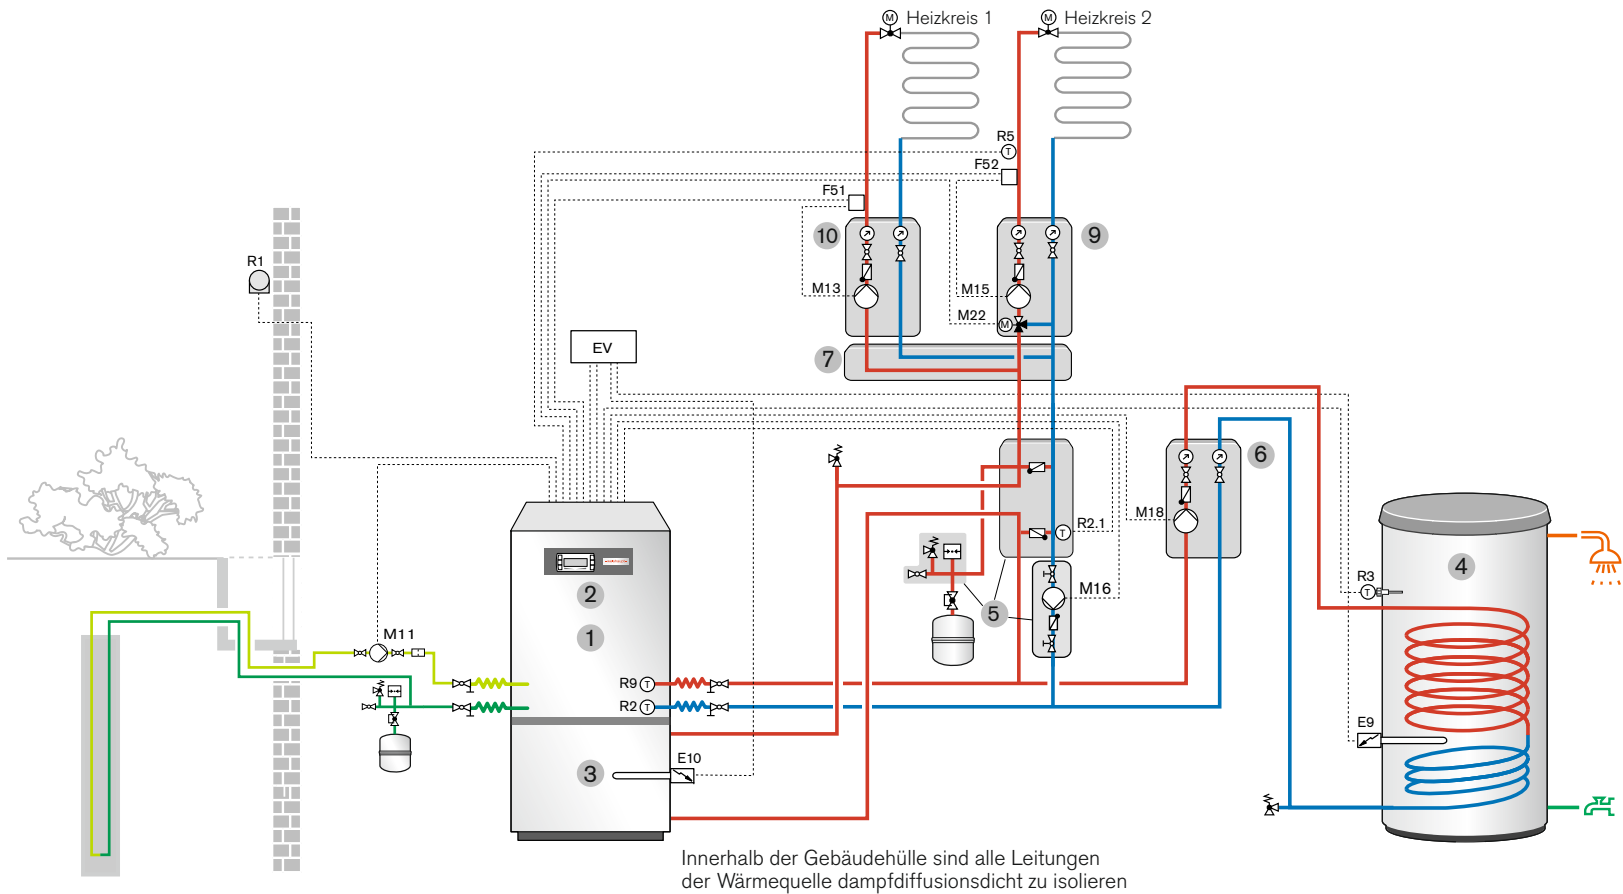 Heizkreis 1
Heizkreis 2
R5
F52
F51
10
9
R1
M13
M15
M22
EV
7
6
M18
R2.1
4
R3
2
5
M16
1
M11
R9
R2
E9
3
E10
Innerhalb der Gebäudehülle sind alle Leitungen
der Wärmequelle dampfdiffusionsdicht zu isolieren
M
M
T
M
T
T
T
T